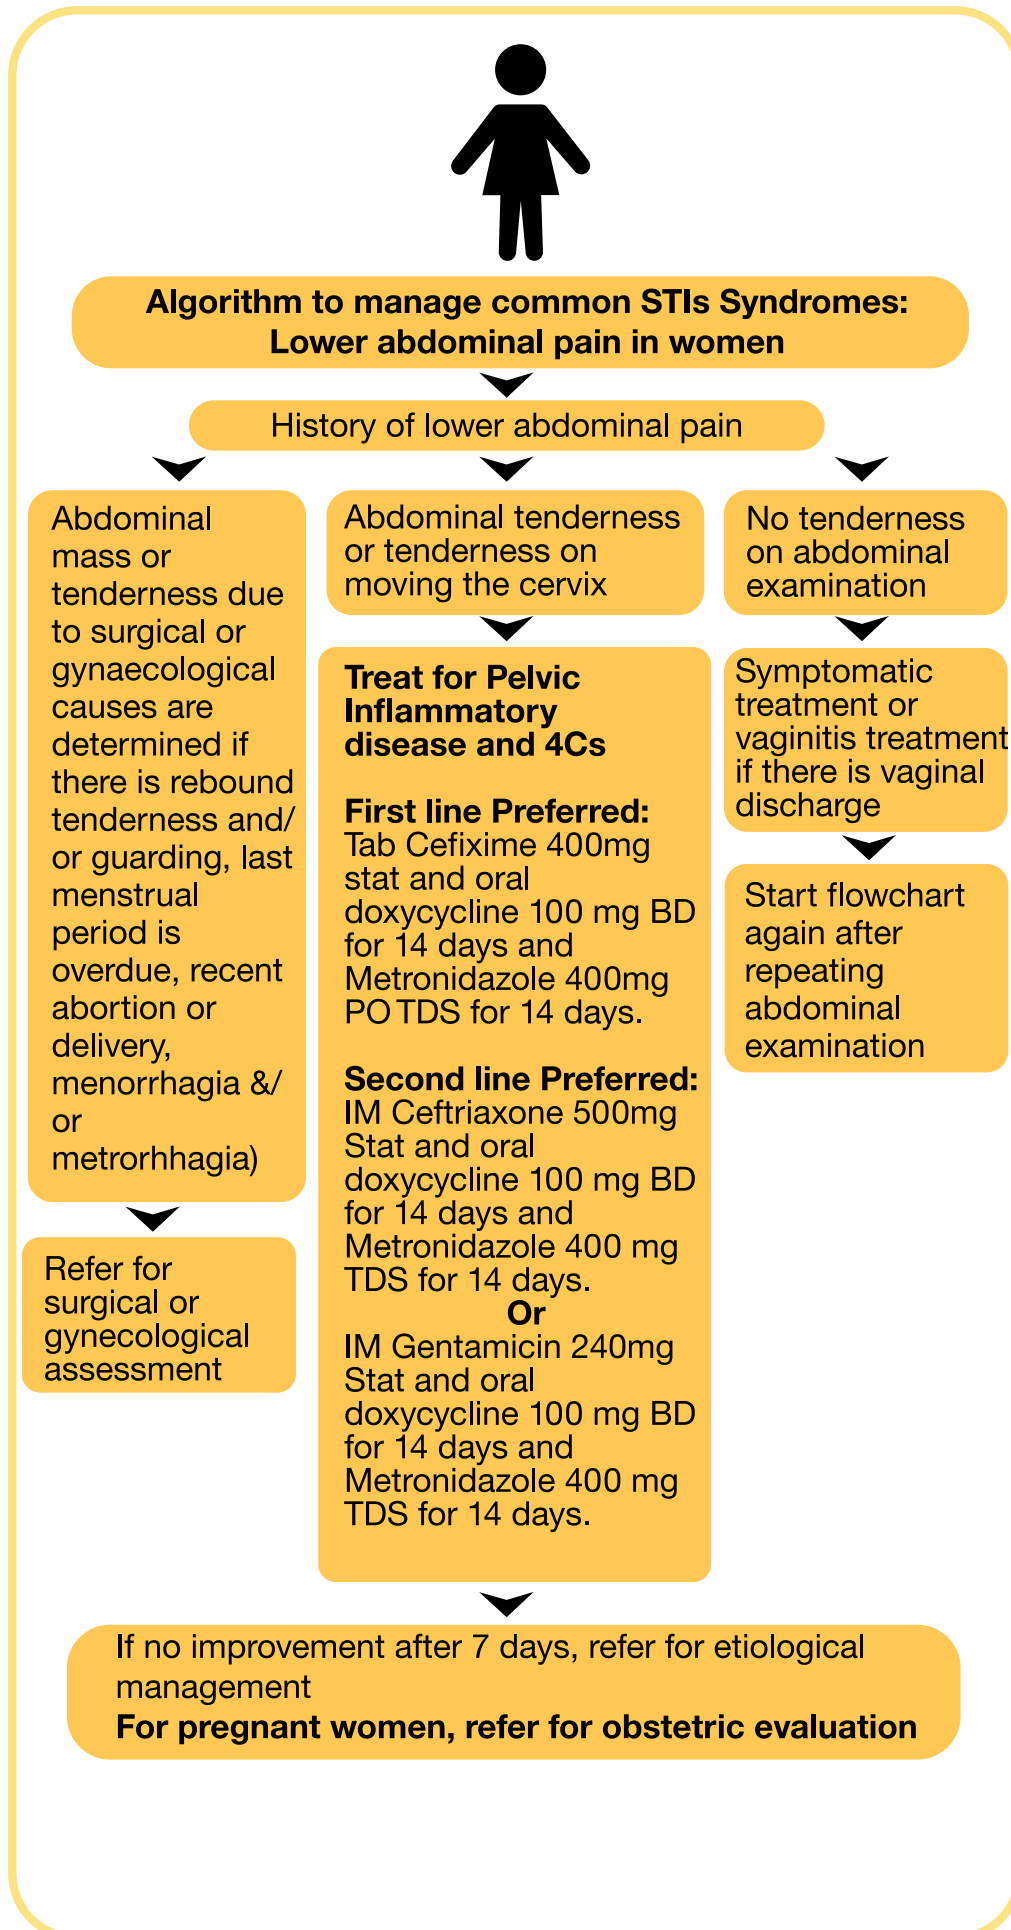 Algorithm to manage common STIs Syndromes:
Lower abdominal pain in women
History of lower abdominal pain
Abdominal
mass or
tenderness due
to surgical or
gynaecological
causes are
determined if
there is rebound
tenderness and/
or guarding, last
menstrual
period is
overdue, recent
abortion or
delivery,
menorrhagia &/
or
metrorhhagia)
Refer for
surgical or
gynecological
assessment
Abdominal tenderness
or tenderness on
moving the cervix
Treat for Pelvic
Inflammatory
disease and 4Cs
First line Preferred:
Tab Cefixime 400mg
stat and oral
doxycycline 100 mg BD
for 14 days and
Metronidazole 400mg
PO TDS for 14 days.
Second line Preferred:
IM Ceftriaxone 500mg
Stat and oral
doxycycline 100 mg BD
for 14 days and
Metronidazole 400 mg
TDS for 14 days.
Or
IM Gentamicin 240mg
Stat and oral
doxycycline 100 mg BD
for 14 days and
Metronidazole 400 mg
TDS for 14 days.
No tenderness
on abdominal
examination
Symptomatic
treatment or
vaginitis treatment
if there is vaginal
discharge
Start flowchart
again after
repeating
abdominal
examination
If no improvement after 7 days, refer for etiological
management
For pregnant women, refer for obstetric evaluation